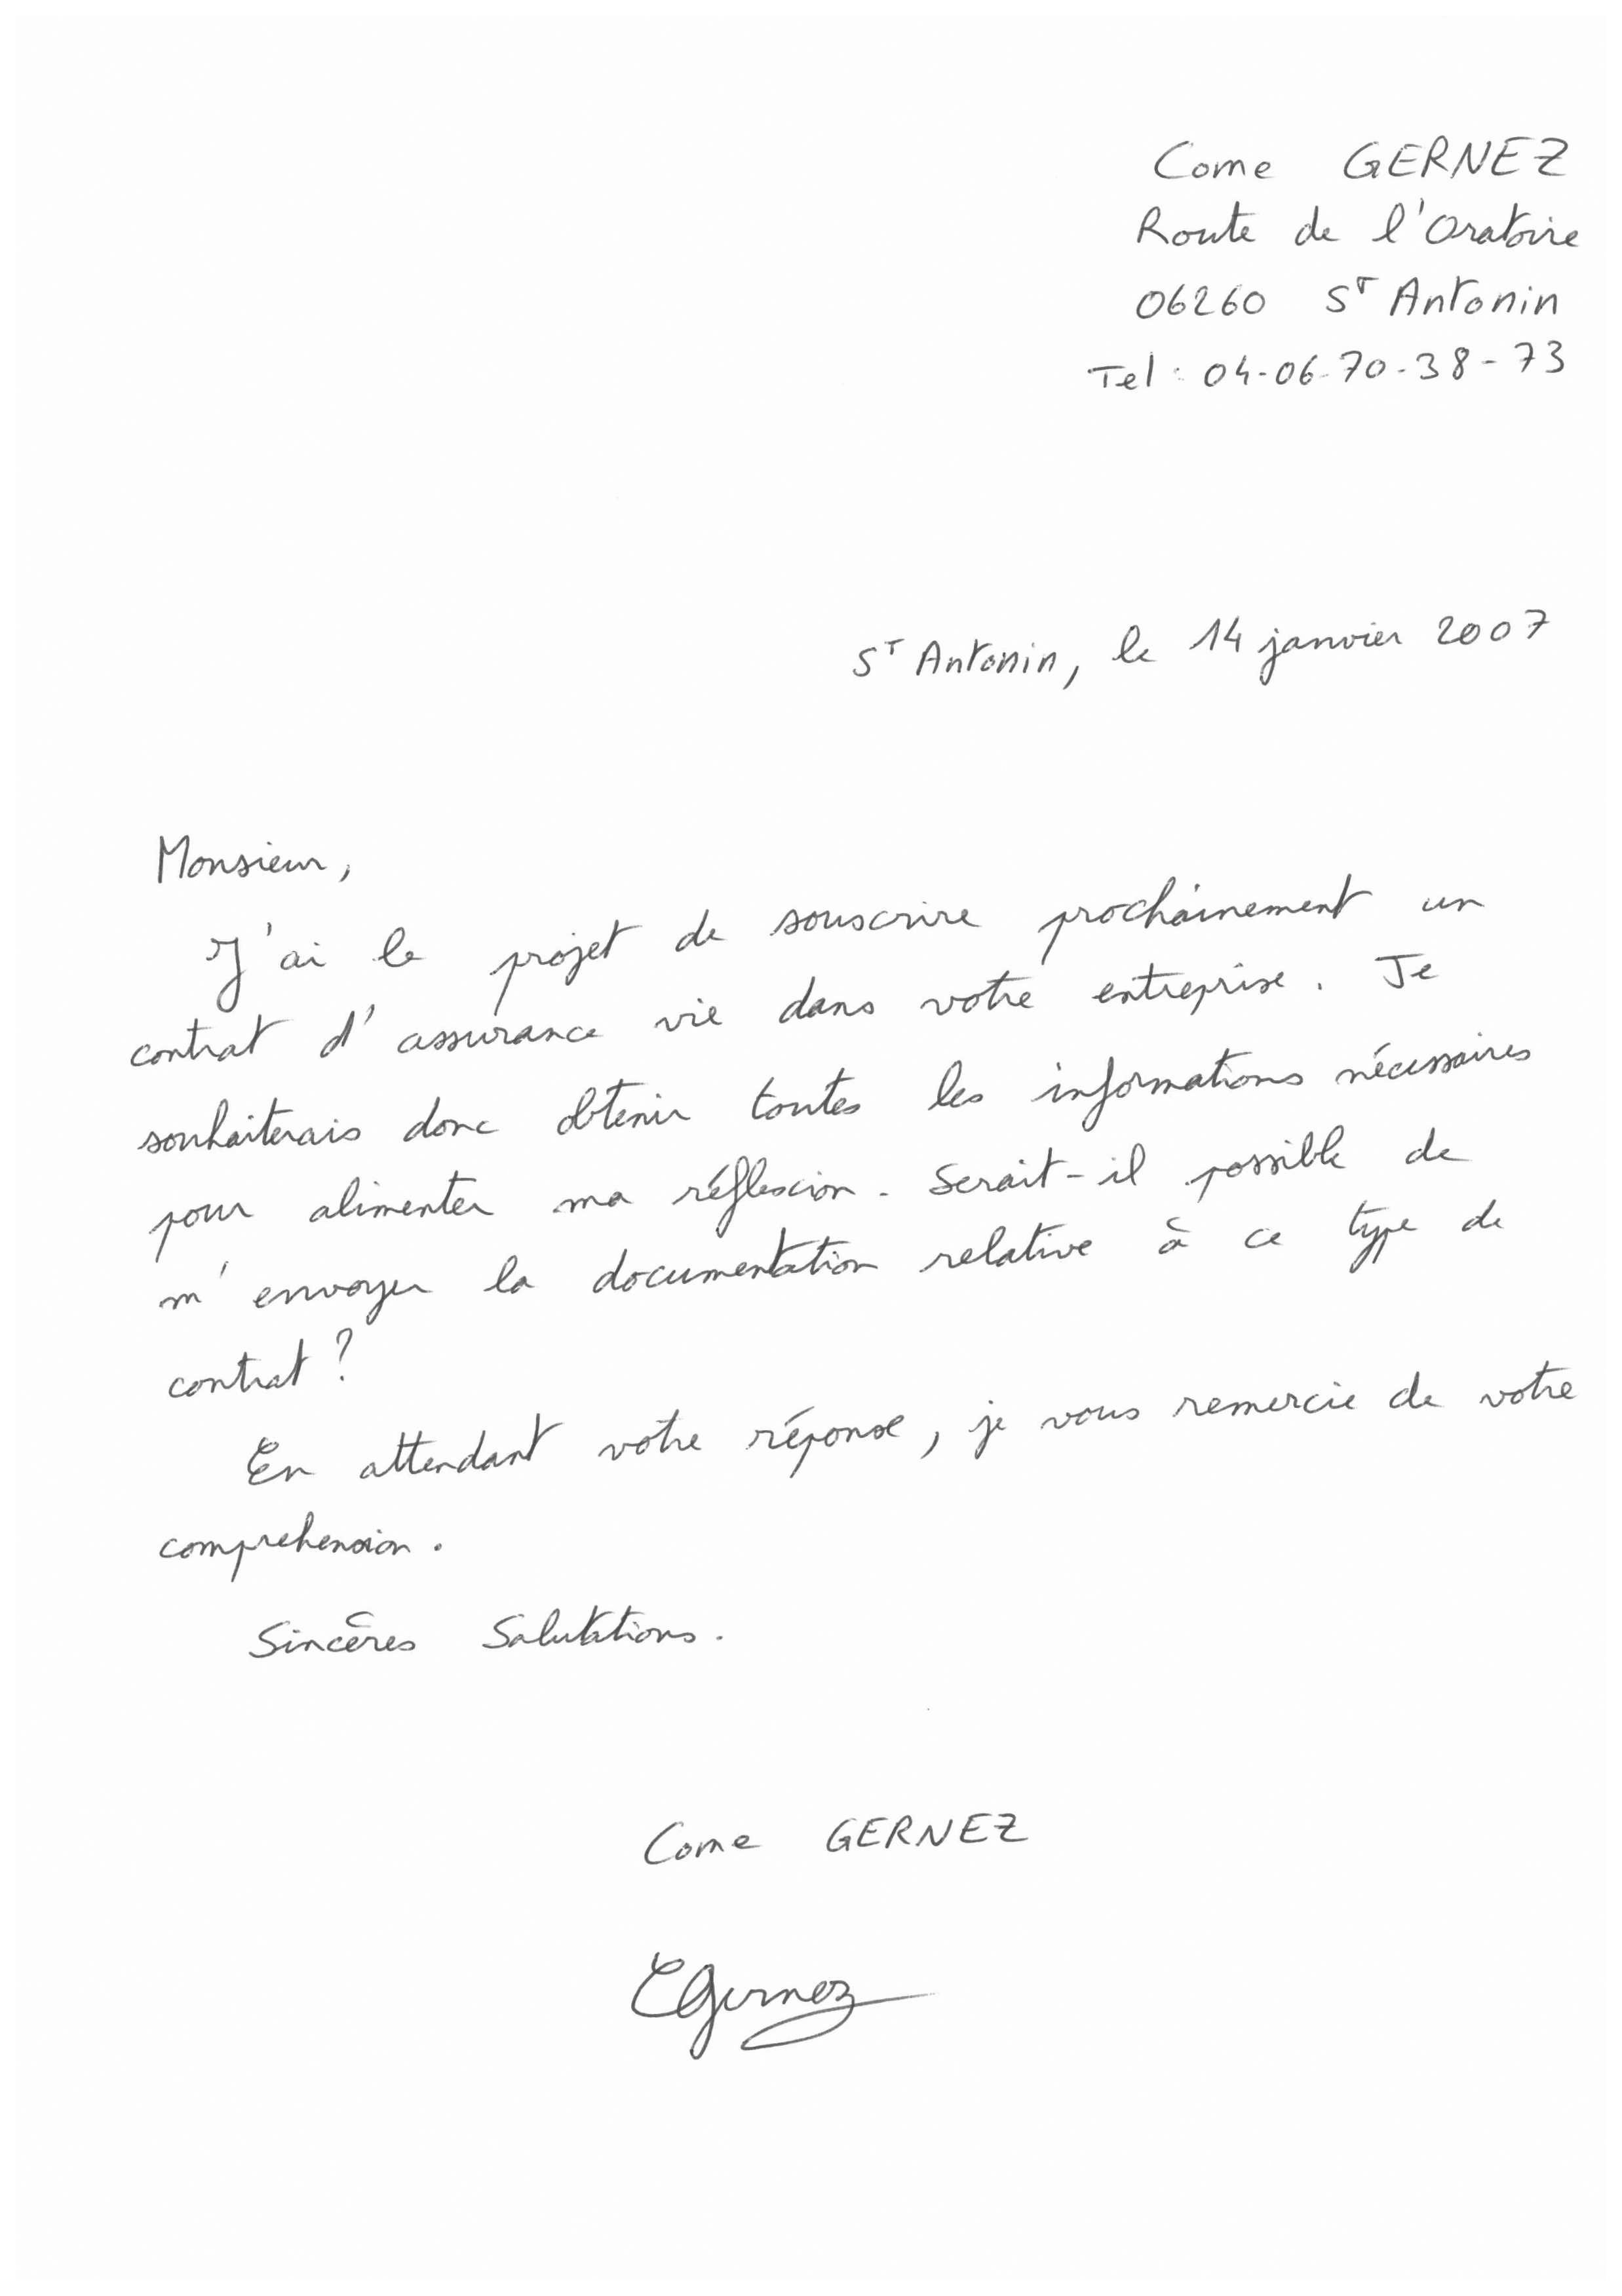 Come GERNEZ
Route de l'Oratoire
06260 St Antonin
Tel : 04-06-70-38-73
St Antonin, le 14 janvier 2007
Monsieur,
J'ai le projet de souscrire prochainement un
contrat d'assurance vie dans votre entreprise. Je
souhaiterais donc obtenir toutes les informations nécessaires
pour alimenter ma réflexion. Serait-il possible de
m'envoyer la documentation relative à ce type de
contrat ?
En attendant votre réponse, je vous remercie de votre
comprehension.
Sincères Salutations.
Come GERNEZ
CGernez